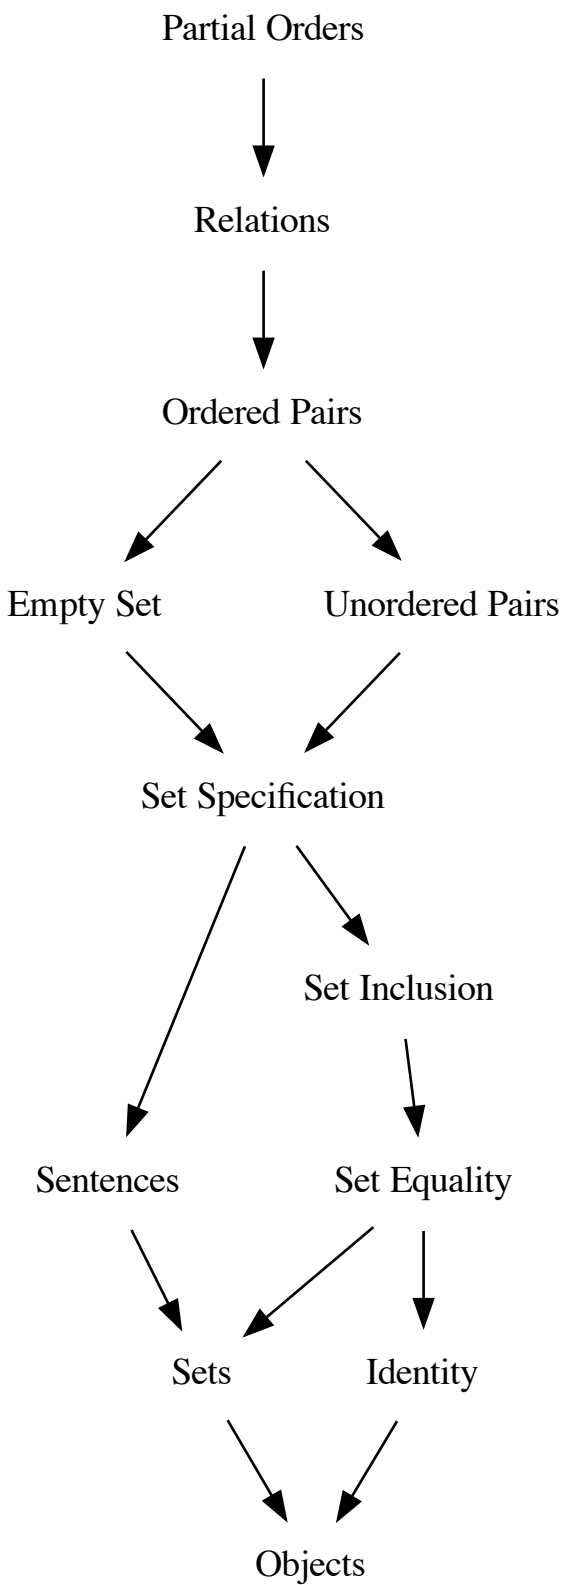 Partial Orders
Relations
Ordered Pairs
Empty Set
Unordered Pairs
Set Specification
Set Inclusion
Sentences
Set Equality
Sets
Identity
Objects